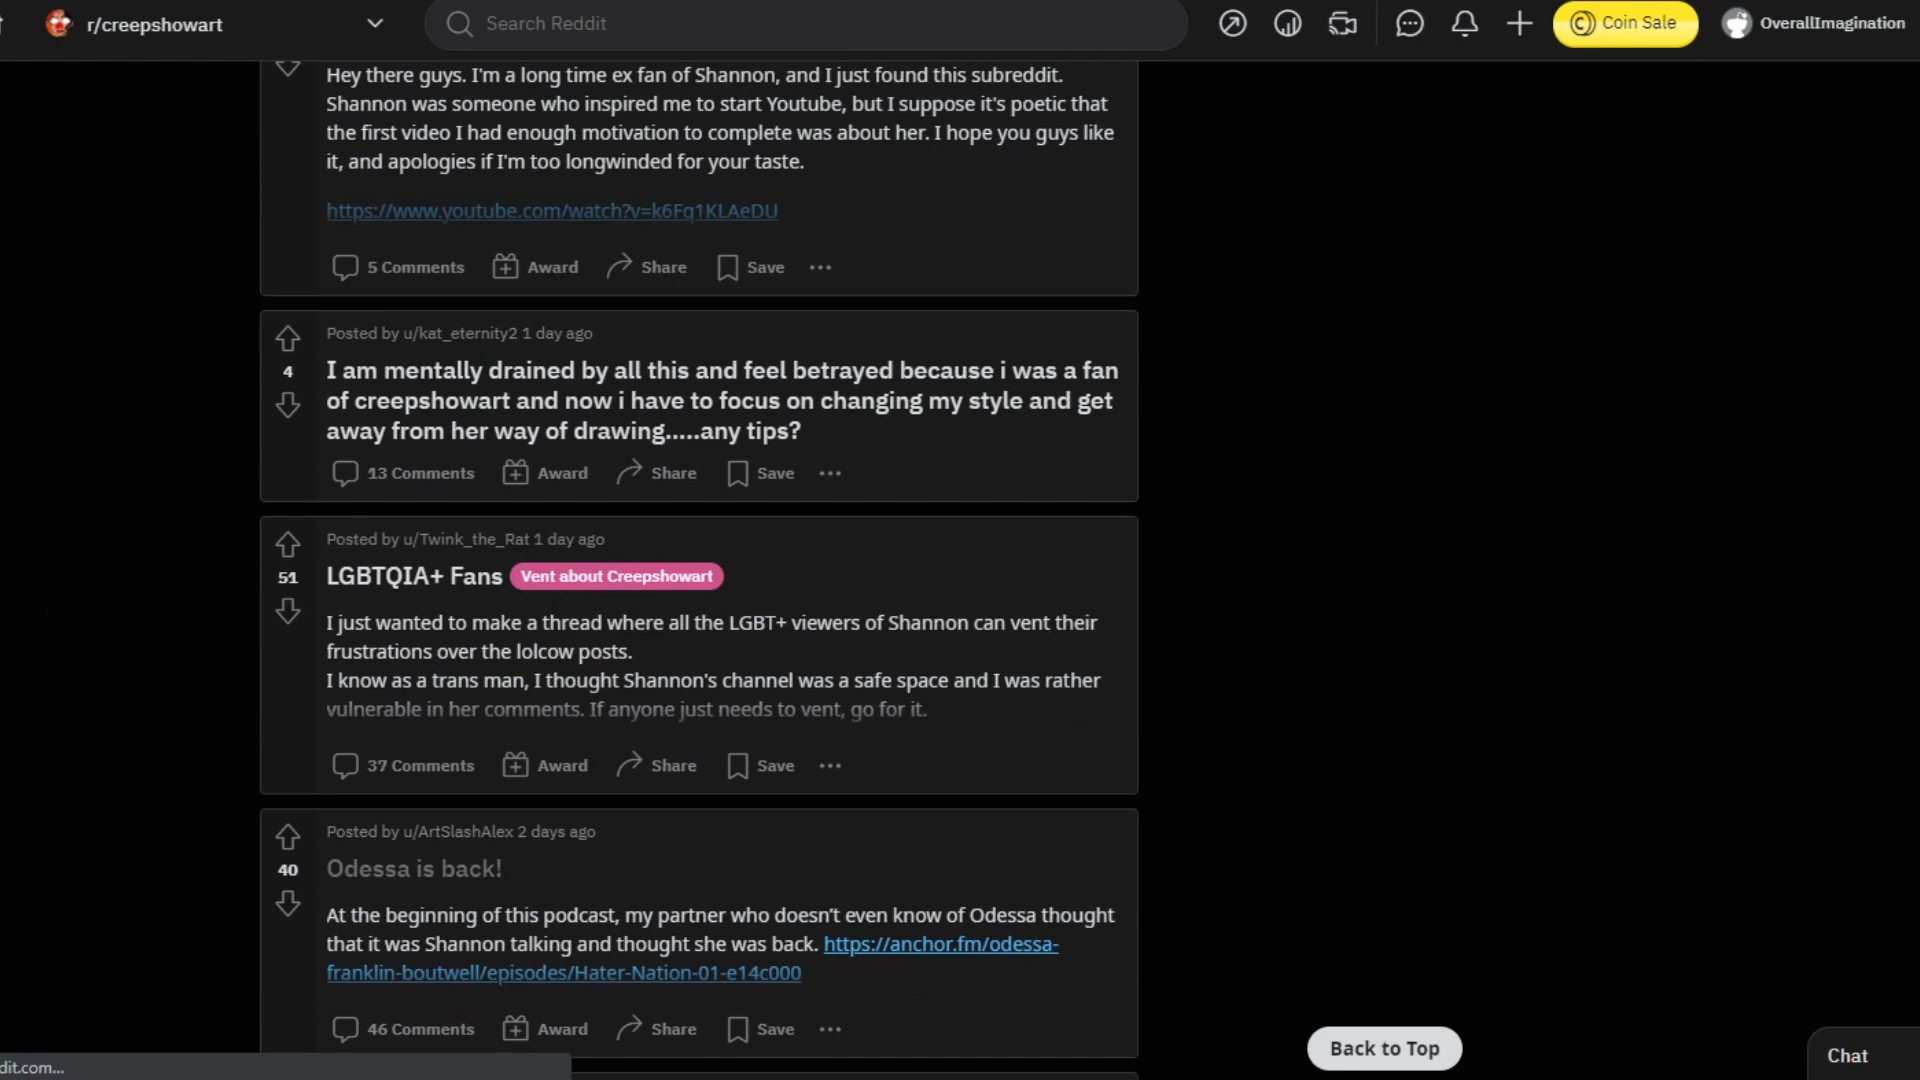 r/creepshowart
Search Reddit
Coin Sale
OverallImagination
Hey there guys. I'm a long time ex fan of Shannon, and I just found this subreddit.
Shannon was someone who inspired me to start Youtube, but I suppose it's poetic that
the first video I had enough motivation to complete was about her. I hope you guys like
it, and apologies if I'm too longwinded for your taste.
https://www.youtube.com/watch?v=k6Fq1KLAeDU
5 Comments Award Share Save
Posted by u/kat_eternity2 1 day ago
4
I am mentally drained by all this and feel betrayed because i was a fan
of creepshowart and now i have to focus on changing my style and get
away from her way of drawing.....any tips?
13 Comments Award Share Save
Posted by u/Twink_the_Rat 1 day ago
51
LGBTQIA+ Fans Vent about Creepshowart
I just wanted to make a thread where all the LGBT+ viewers of Shannon can vent their
frustrations over the lolcow posts.
I know as a trans man, I thought Shannon's channel was a safe space and I was rather
vulnerable in her comments. If anyone just needs to vent, go for it.
37 Comments Award Share Save
Posted by u/ArtSlashAlex 2 days ago
40
Odessa is back!
At the beginning of this podcast, my partner who doesn’t even know of Odessa thought
that it was Shannon talking and thought she was back. https://anchor.fm/odessa-
franklin-boutwell/episodes/Hater-Nation-01-e14c000
46 Comments Award Share Save
Back to Top
Chat
dit.com...